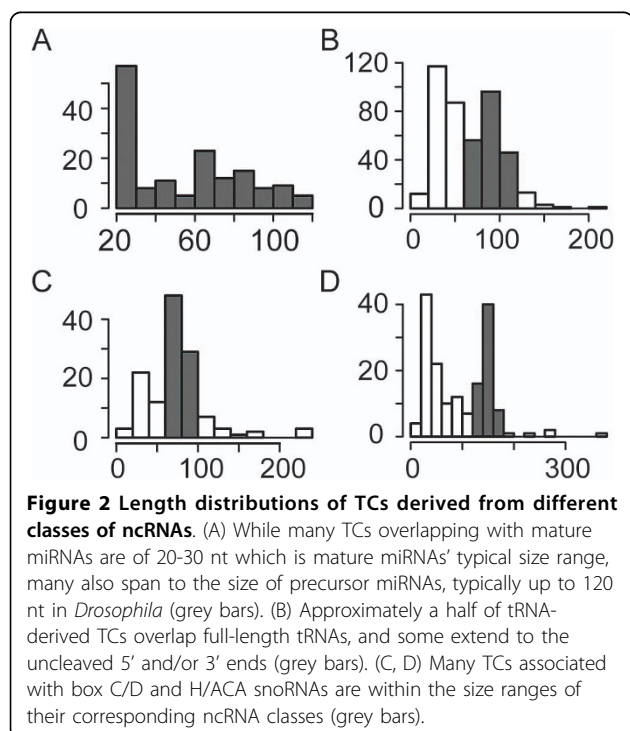 A
B
40
20
0
20 60 100
120
80
40
0
0 100 200
C
D
40
20
0
0 100 200
40
20
0
0 300
Figure 2 Length distributions of TCs derived from different
classes of ncRNAs. (A) While many TCs overlapping with mature
miRNAs are of 20-30 nt which is mature miRNAs' typical size range,
many also span to the size of precursor miRNAs, typically up to 120
nt in Drosophila (grey bars). (B) Approximately a half of tRNA-
derived TCs overlap full-length tRNAs, and some extend to the
uncleaved 5' and/or 3' ends (grey bars). (C, D) Many TCs associated
with box C/D and H/ACA snoRNAs are within the size ranges of
their corresponding ncRNA classes (grey bars).